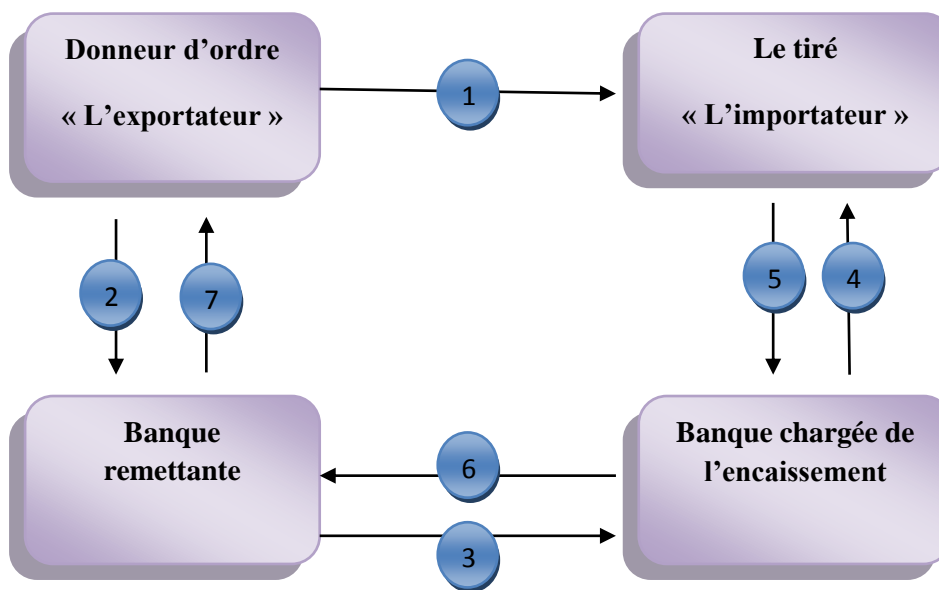 Donneur d’ordre
« L’exportateur »
1
Le tiré
« L’importateur »
2
7
5
4
Banque
remettante
6
3
Banque chargée de
l’encaissement